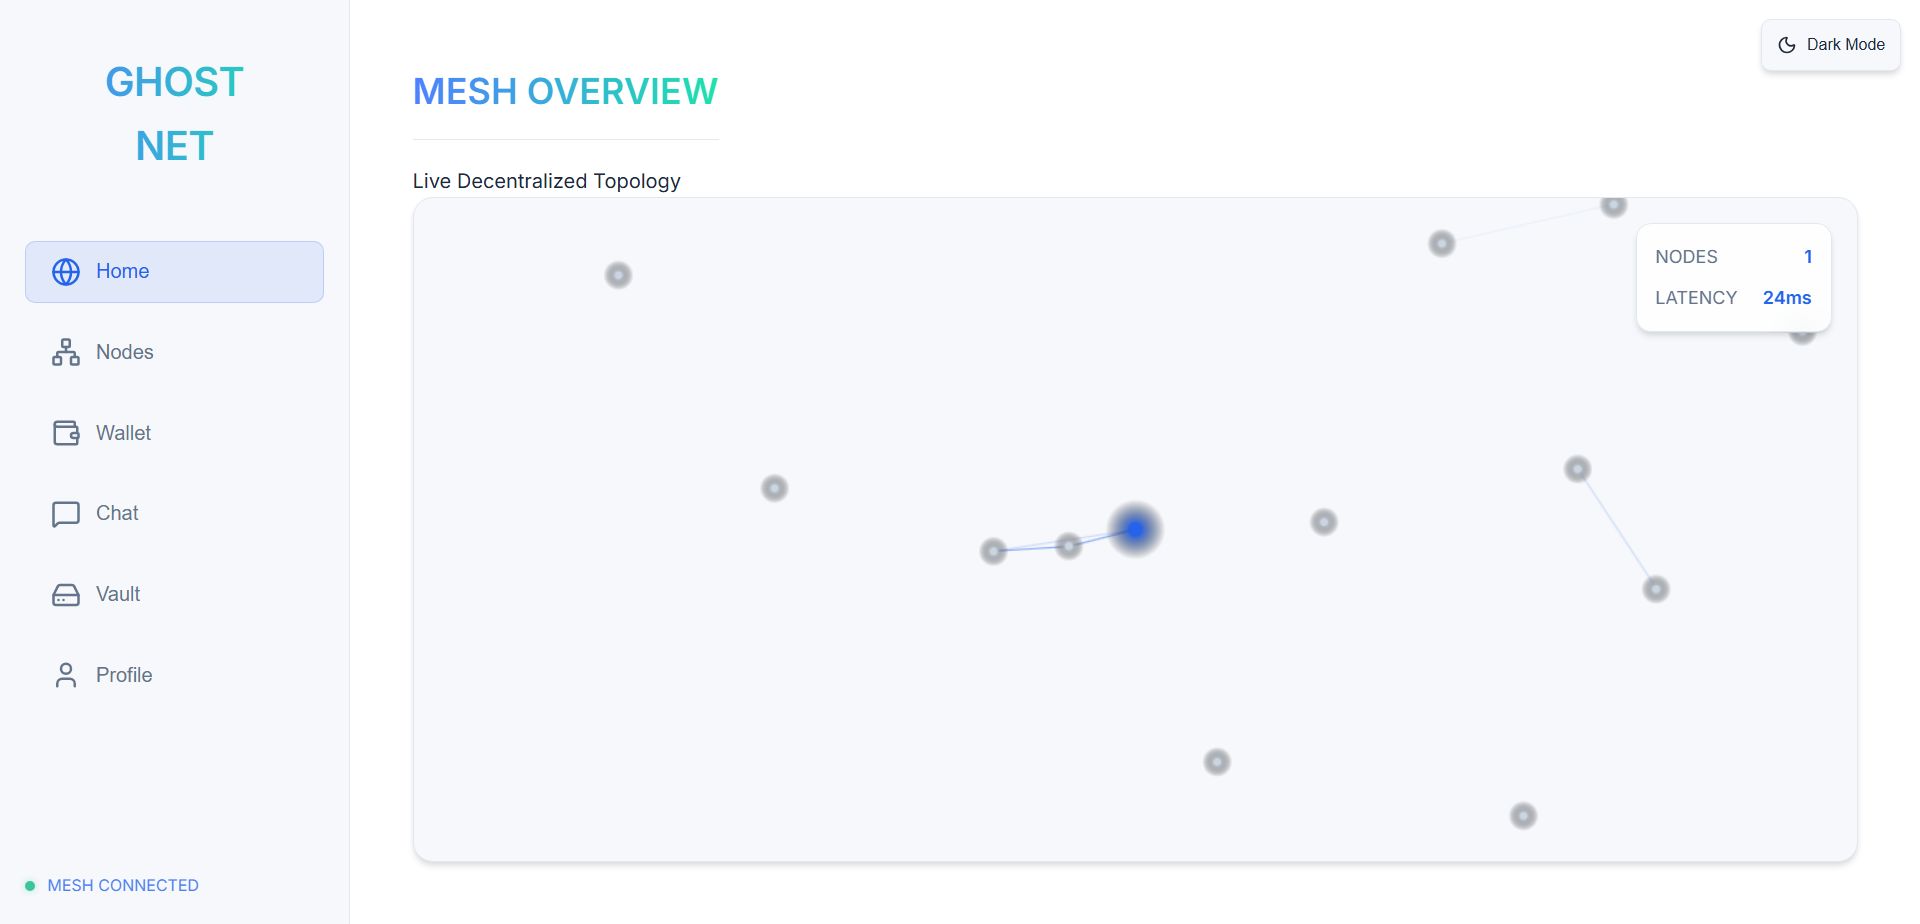 GHOST
NET
Home
Nodes
Wallet
Chat
Vault
Profile
MESH CONNECTED
Dark Mode
MESH OVERVIEW
Live Decentralized Topology
NODES 1
LATENCY 24ms